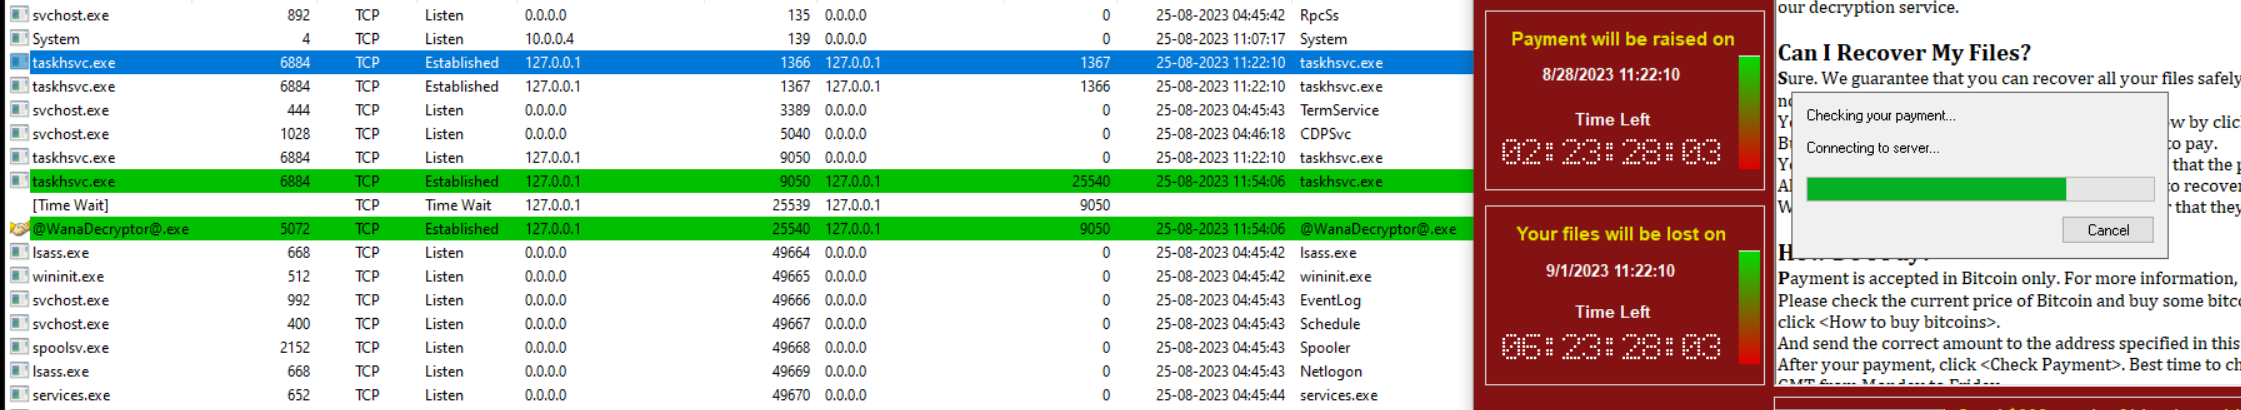 svchost.exe 892 TCP Listen 0.0.0.0 135 0.0.0.0 0 25-08-2023 04:45:42 RpcSs
System 4 TCP Listen 10.0.0.4 139 0.0.0.0 0 25-08-2023 11:07:17 System
taskhsvc.exe 6884 TCP Established 127.0.0.1 1366 127.0.0.1 1367 25-08-2023 11:22:10 taskhsvc.exe
taskhsvc.exe 6884 TCP Established 127.0.0.1 1367 127.0.0.1 1366 25-08-2023 11:22:10 taskhsvc.exe
svchost.exe 444 TCP Listen 0.0.0.0 3389 0.0.0.0 0 25-08-2023 04:45:43 TermService
svchost.exe 1028 TCP Listen 0.0.0.0 5040 0.0.0.0 0 25-08-2023 04:46:18 CDPSvc
taskhsvc.exe 6884 TCP Listen 127.0.0.1 9050 0.0.0.0 0 25-08-2023 11:22:10 taskhsvc.exe
taskhsvc.exe 6884 TCP Established 127.0.0.1 9050 127.0.0.1 25540 25-08-2023 11:54:06 taskhsvc.exe
[Time Wait] TCP Time Wait 127.0.0.1 25539 127.0.0.1 9050
@WanaDecryptor@.exe 5072 TCP Established 127.0.0.1 25540 127.0.0.1 9050 25-08-2023 11:54:06 @WanaDecryptor@.exe
lsass.exe 668 TCP Listen 0.0.0.0 49664 0.0.0.0 0 25-08-2023 04:45:42 lsass.exe
wininit.exe 512 TCP Listen 0.0.0.0 49665 0.0.0.0 0 25-08-2023 04:45:42 wininit.exe
svchost.exe 992 TCP Listen 0.0.0.0 49666 0.0.0.0 0 25-08-2023 04:45:43 EventLog
svchost.exe 400 TCP Listen 0.0.0.0 49667 0.0.0.0 0 25-08-2023 04:45:43 Schedule
spoolsv.exe 2152 TCP Listen 0.0.0.0 49668 0.0.0.0 0 25-08-2023 04:45:43 Spooler
lsass.exe 668 TCP Listen 0.0.0.0 49669 0.0.0.0 0 25-08-2023 04:45:43 Netlogon
services.exe 652 TCP Listen 0.0.0.0 49670 0.0.0.0 0 25-08-2023 04:45:44 services.exe
Payment will be raised on
8/28/2023 11:22:10
Time Left
02:23:28:03
Your files will be lost on
9/1/2023 11:22:10
Time Left
06:23:28:03
our decryption service.
Can I Recover My Files?
Sure. We guarantee that you can recover all your files safely
w by clic
to pay.
that the p
to recover
that they
Checking your payment...
Connecting to server...
Cancel
Payment is accepted in Bitcoin only. For more information,
Please check the current price of Bitcoin and buy some bitco
click <How to buy bitcoins>.
And send the correct amount to the address specified in this
After your payment, click <Check Payment>. Best time to ch